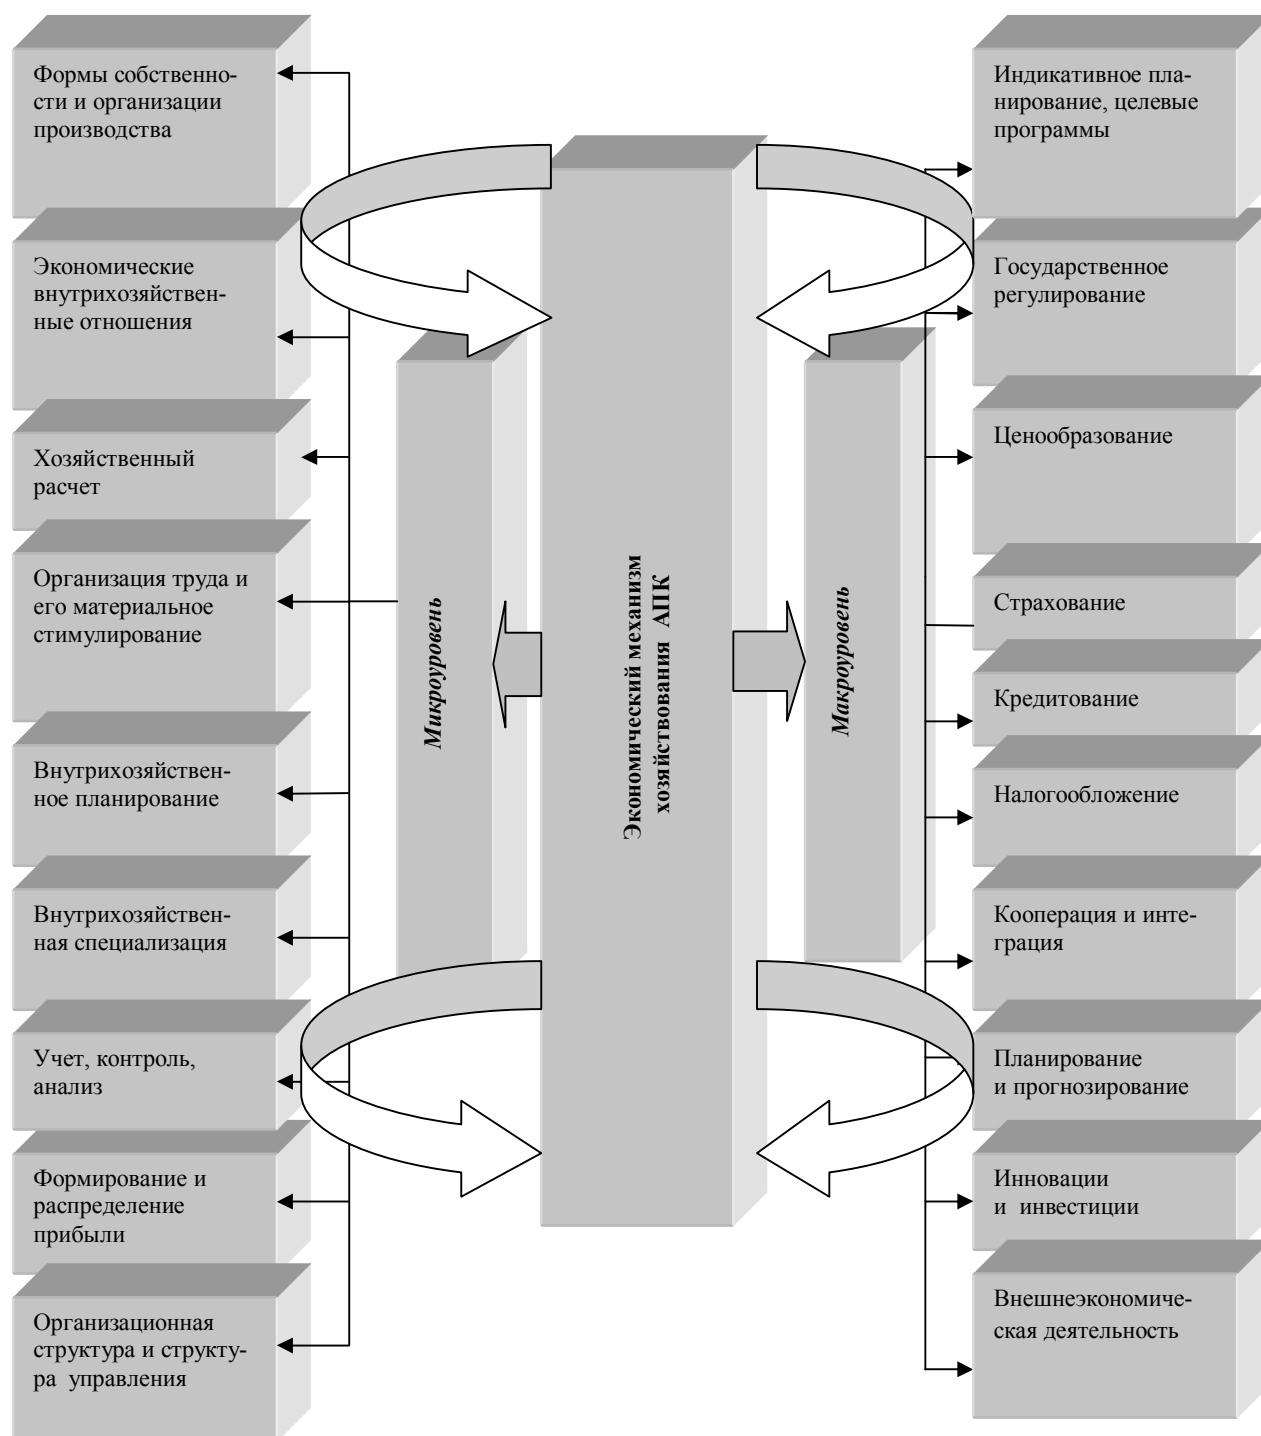 Формы собственно-
сти и организации
производства
Экономические
внутрихозяйствен-
ные отношения
Хозяйственный
расчет
Организация труда и
его материальное
стимулирование
Внутрихозяйствен-
ное планирование
Внутрихозяйствен-
ная специализация
Учет, контроль,
анализ
Формирование и
распределение
прибыли
Организационная
структура и структу-
ра управления
Микроуровень
Экономический механизм
хозяйствования АПК
Макроуровень
Индикативное пла-
нирование, целевые
программы
Государственное
регулирование
Ценообразование
Страхование
Кредитование
Налогообложение
Кооперация и инте-
грация
Планирование
и прогнозирование
Инновации
и инвестиции
Внешнеэкономиче-
ская деятельность